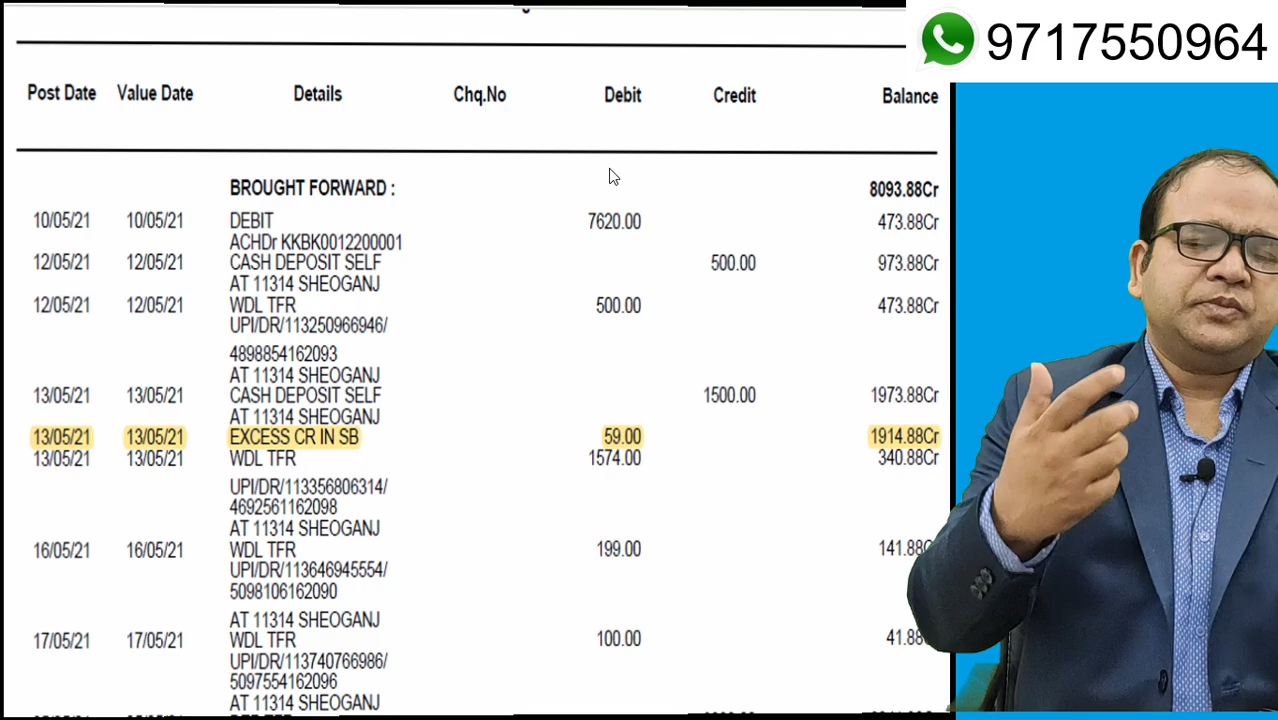 9717550964
Post Date Value Date Details Chq.No Debit Credit Balance
BROUGHT FORWARD : 8093.88Cr
10/05/21 10/05/21 DEBIT 7620.00 473.88Cr
ACHDr KKBK0012200001
12/05/21 12/05/21 CASH DEPOSIT SELF 500.00 973.88Cr
AT 11314 SHEOGANJ
12/05/21 12/05/21 WDL TFR 500.00 473.88Cr
UPI/DR/113250966946/
4898854162093
AT 11314 SHEOGANJ
13/05/21 13/05/21 CASH DEPOSIT SELF 1500.00 1973.88Cr
AT 11314 SHEOGANJ
13/05/21 13/05/21 EXCESS CR IN SB 59.00 1914.88Cr
13/05/21 13/05/21 WDL TFR 1574.00 340.88Cr
UPI/DR/113356806314/
4692561162098
AT 11314 SHEOGANJ
16/05/21 16/05/21 WDL TFR 199.00 141.88C
UPI/DR/113646945554/
5098106162090
AT 11314 SHEOGANJ
17/05/21 17/05/21 WDL TFR 100.00 41.88
UPI/DR/113740766986/
5097554162096
AT 11314 SHEOGANJ